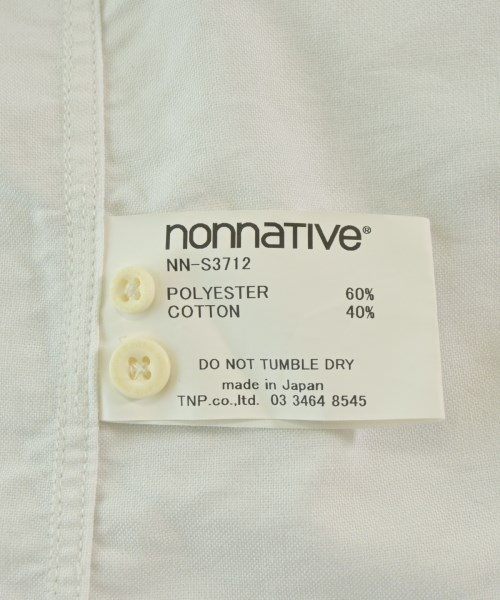 nonnative®
NN-S3712
POLYESTER 60%
COTTON 40%
DO NOT TUMBLE DRY
made in Japan
TNP.co.,ltd. 03 3464 8545